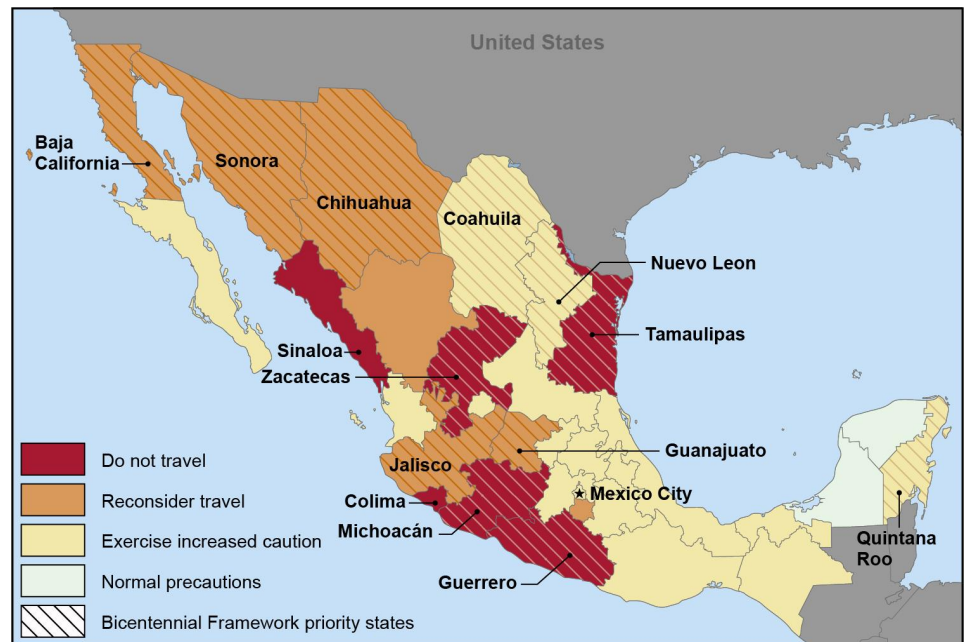 United States
Baja
California
Sonora
Chihuahua
Coahuila
Nuevo Leon
Tamaulipas
Sinaloa
Zacatecas
Guanajuato
Jalisco
Mexico City
Colima
Michoacán
Guerrero
Quintana
Roo
Do not travel
Reconsider travel
Exercise increased caution
Normal precautions
Bicentennial Framework priority states